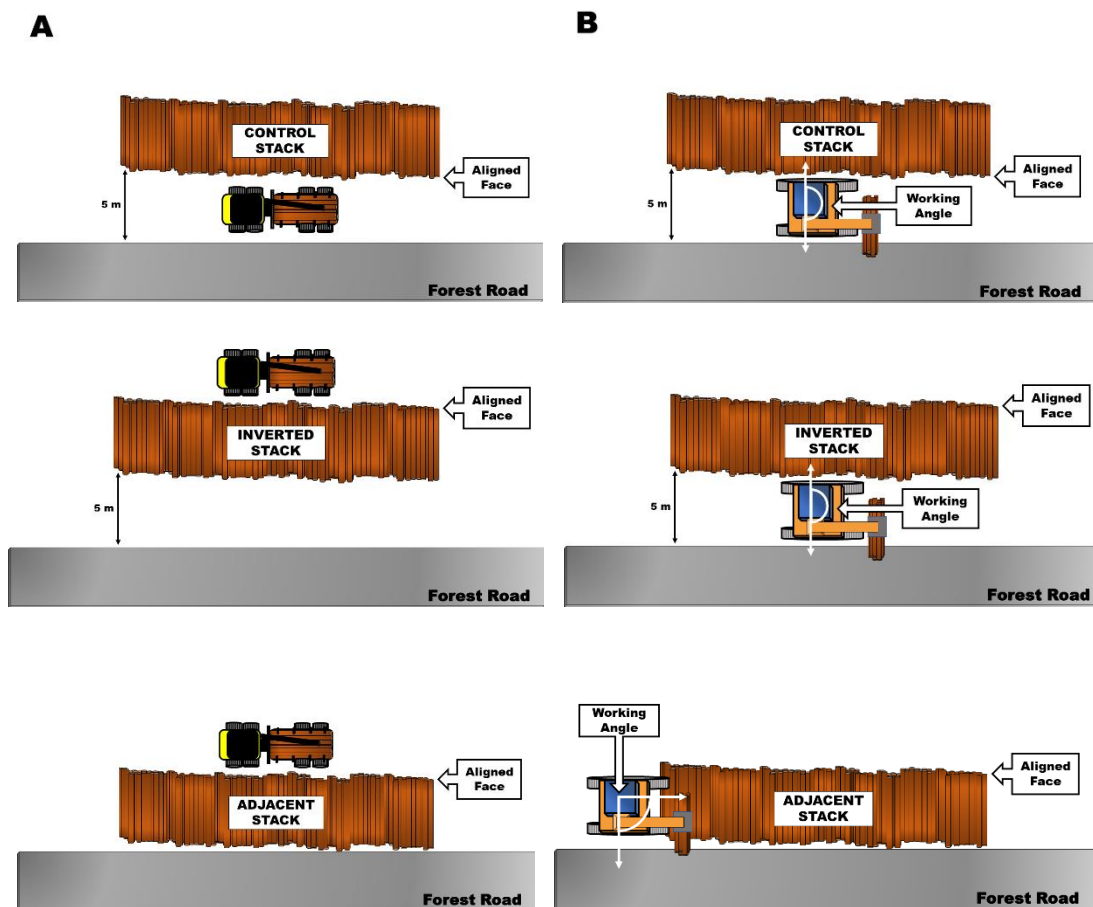 A
CONTROL
STACK
Aligned
Face
5 m
Forest Road
INVERTED
STACK
Aligned
Face
5 m
Forest Road
ADJACENT
STACK
Aligned
Face
Forest Road
B
CONTROL
STACK
Aligned
Face
5 m
Working
Angle
Forest Road
INVERTED
STACK
Aligned
Face
5 m
Working
Angle
Forest Road
Working
Angle
ADJACENT
STACK
Aligned
Face
Forest Road